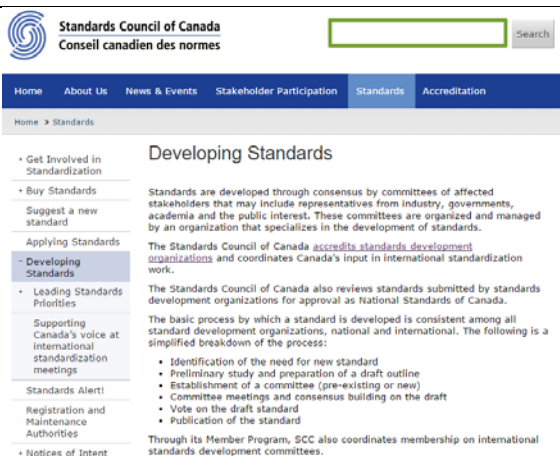 Standards Council of Canada
Conseil canadien des normes
Search
Home About Us News & Events Stakeholder Participation Standards Accreditation
Home > Standards
+ Get Involved in
Standardization
+ Buy Standards
Suggest a new
standard
Applying Standards
- Developing
Standards
+ Leading Standards
Priorities
Supporting
Canada's voice at
international
standardization
meetings
Standards Alert!
Registration and
Maintenance
Authorities
+ Notices of Intent
Developing Standards
Standards are developed through consensus by committees of affected
stakeholders that may include representatives from industry, governments,
academia and the public interest. These committees are organized and managed
by an organization that specializes in the development of standards.
The Standards Council of Canada accredits standards development
organizations and coordinates Canada's input in international standardization
work.
The Standards Council of Canada also reviews standards submitted by standards
development organizations for approval as National Standards of Canada.
The basic process by which a standard is developed is consistent among all
standard development organizations, national and international. The following is a
simplified breakdown of the process:
• Identification of the need for new standard
• Preliminary study and preparation of a draft outline
• Establishment of a committee (pre-existing or new)
• Committee meetings and consensus building on the draft
• Vote on the draft standard
• Publication of the standard
Through its Member Program, SCC also coordinates membership on international
standards development committees.